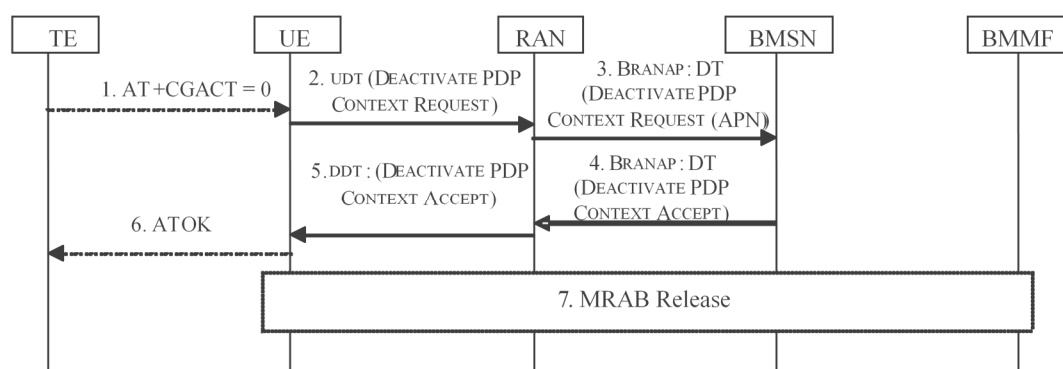 TE
UE
RAN
BMSN
BMMF
1. AT+CGACT = 0
2. UDT (DEACTIVATE PDP
CONTEXT REQUEST)
3. BRANAP: DT
(DEACTIVATE PDP
CONTEXT REQUEST (APN)
4. BRANAP: DT
(DEACTIVATE PDP
CONTEXT ACCEPT)
5. DDT: (DEACTIVATE PDP
CONTEXT ACCEPT)
6. ATOK
7. MRAB Release